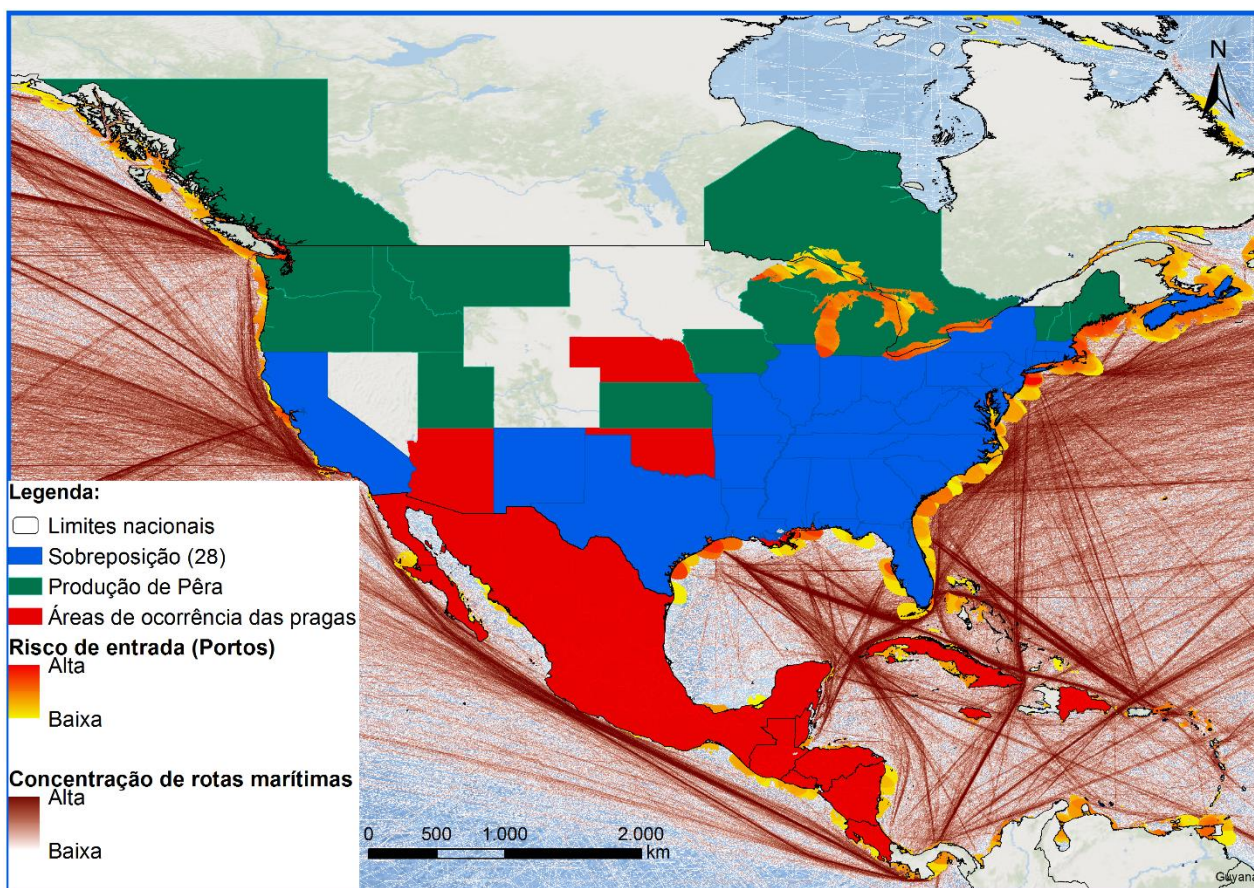 N
Legenda:
Limites nacionais
Sobreposição (28)
Produção de Pêra
Áreas de ocorrência das pragas
Risco de entrada (Portos)
Alta
Baixa
Concentração de rotas marítimas
Alta
Baixa
0 500 1.000 2.000
km
Guyana